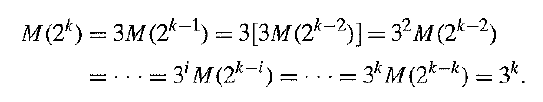 M(2^k) = 3M(2^{k−1}) = 3[3M(2^{k−2})] = 3^2 M(2^{k−2})
= · · · = 3^i M(2^{k−i}) = · · · = 3^k M(2^{k−k}) = 3^k.